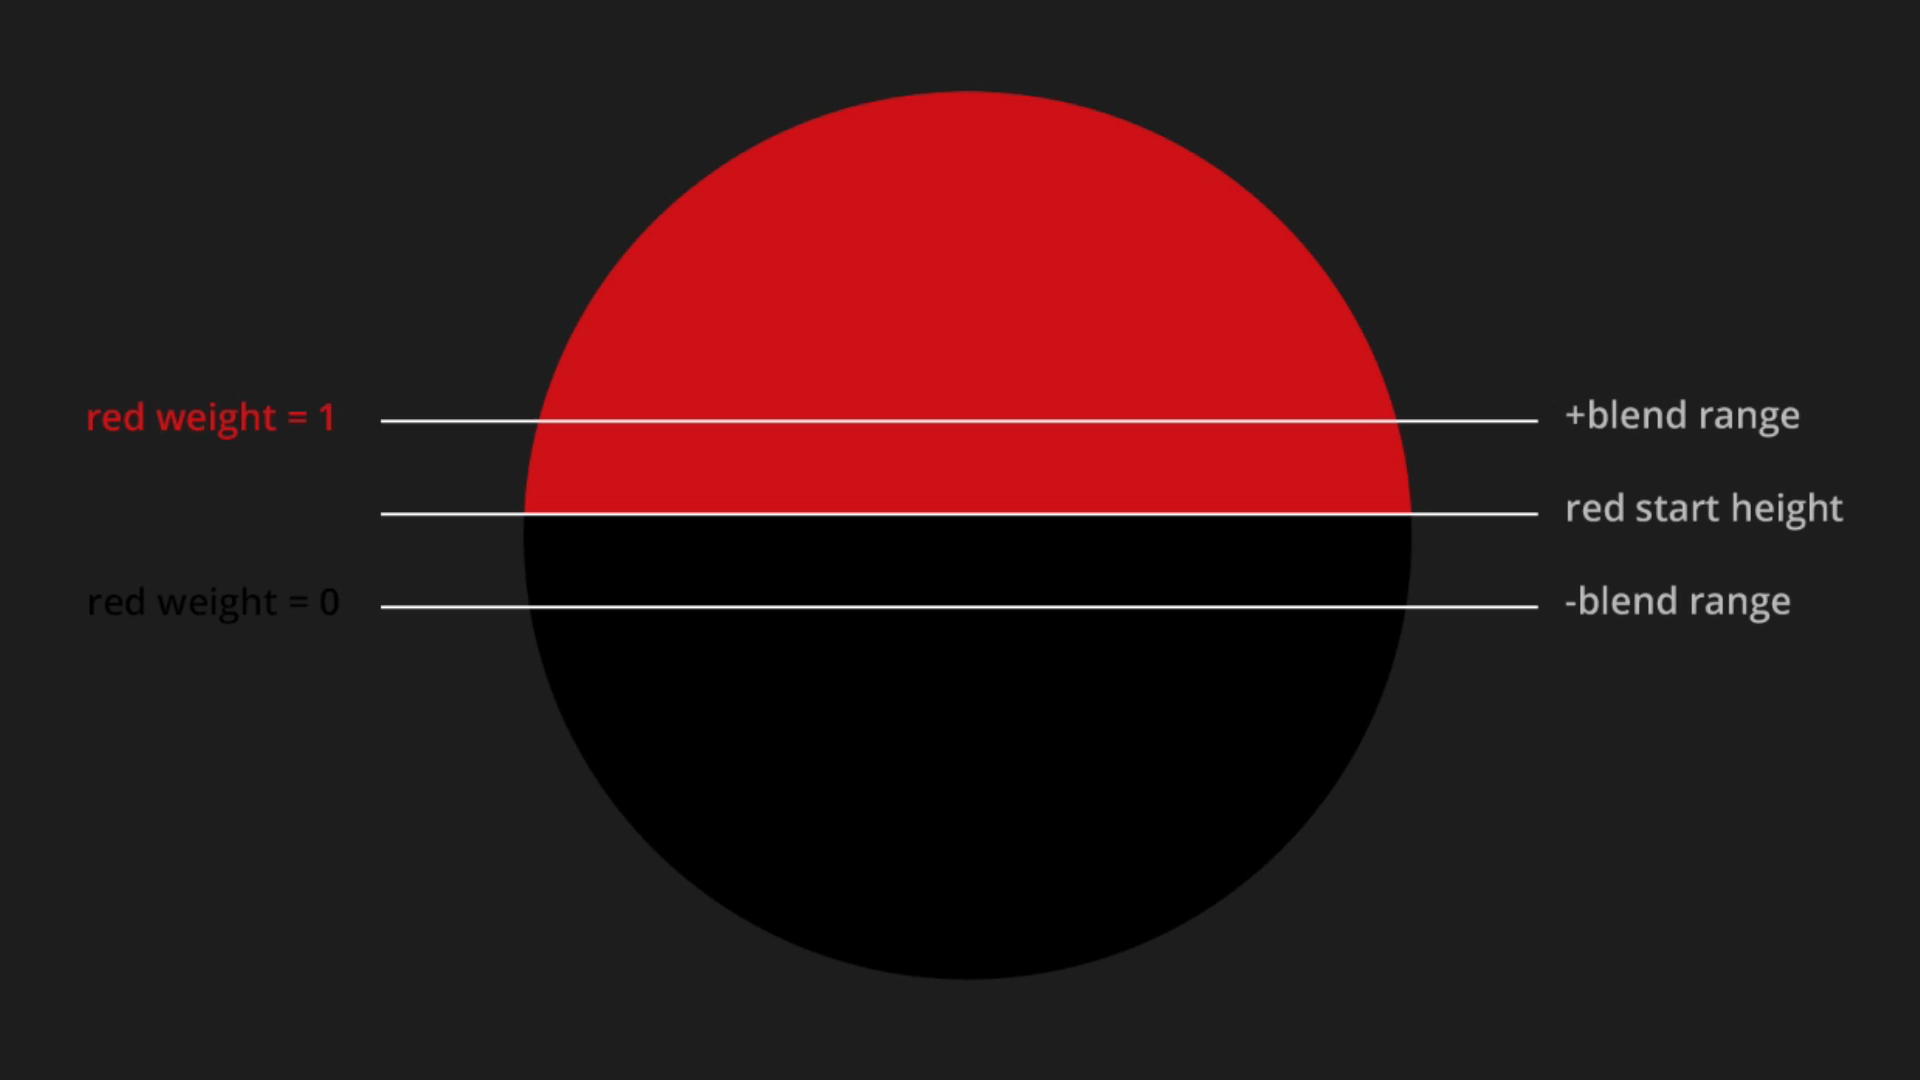 red weight = 1
+blend range
red start height
red weight = 0
-blend range